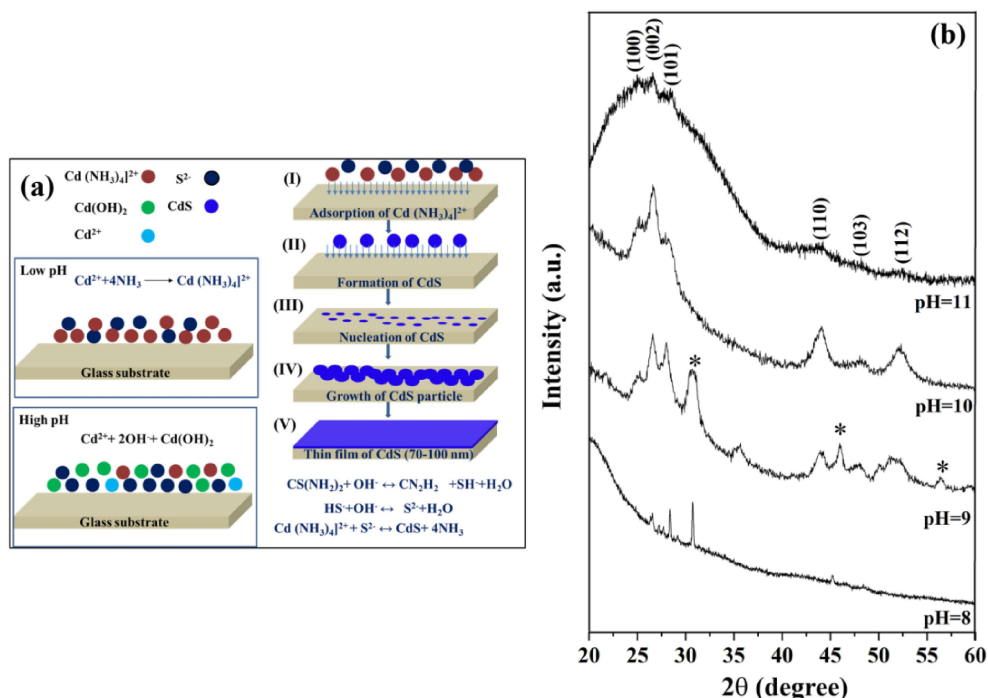 (a)
Cd (NH₃)₄]²⁺
S²⁻
Cd(OH)₂
CdS
Cd²⁺
Low pH
Cd²⁺+4NH₃ ⟶ Cd (NH₃)₄]²⁺
Glass substrate
High pH
Cd²⁺+ 2OH⁻+ Cd(OH)₂
Glass substrate
(I)
Adsorption of Cd (NH₃)₄]²⁺
(II)
Formation of CdS
(III)
Nucleation of CdS
(IV)
Growth of CdS particle
(V)
Thin film of CdS (70-100 nm)
CS(NH₂)₂+ OH⁻ ↔ CN₂H₂ +SH⁻+H₂O
HS⁻+OH⁻ ↔ S²⁻+H₂O
Cd (NH₃)₄]²⁺+ S²⁻ ↔ CdS+ 4NH₃
(b)
(100)
(002)
(101)
(110)
(103)
(112)
pH=11
pH=10
*
*
*
pH=9
pH=8
Intensity (a.u.)
20 25 30 35 40 45 50 55 60
2θ (degree)